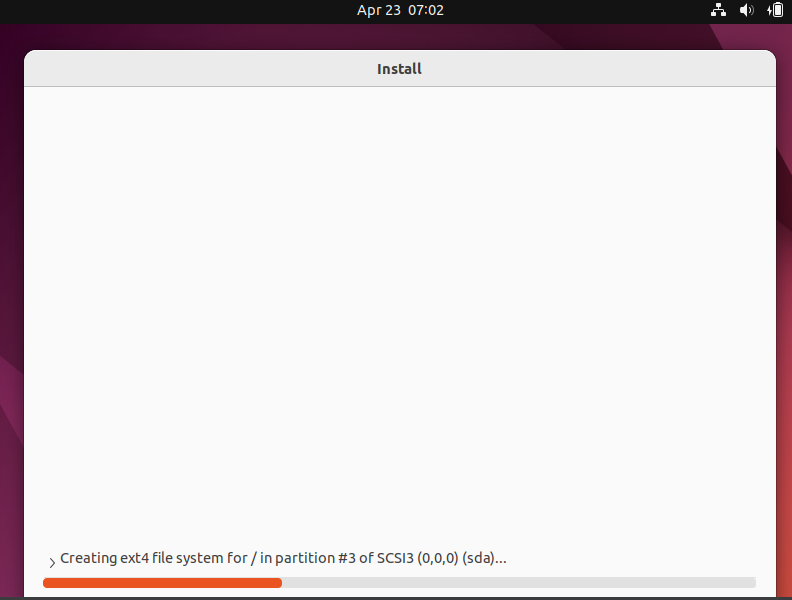 Apr 23 07:02
Install
Creating ext4 file system for / in partition #3 of SCSI3 (0,0,0) (sda)...